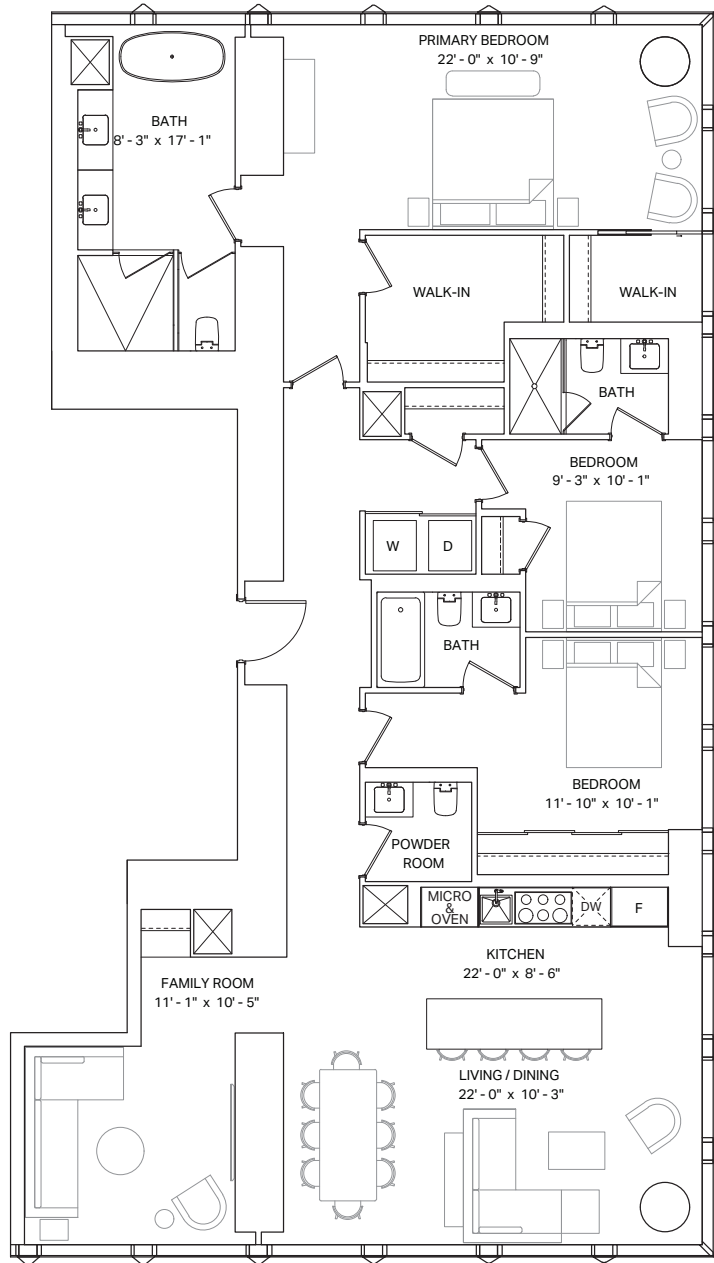 PRIMARY BEDROOM
22' - 0" x 10' - 9"
BATH
8' - 3" x 17' - 1"
WALK-IN
WALK-IN
BATH
BEDROOM
9' - 3" x 10' - 1"
W
D
BATH
BEDROOM
11' - 10" x 10' - 1"
POWDER
ROOM
MICRO
&
OVEN
DW
F
KITCHEN
22' - 0" x 8' - 6"
FAMILY ROOM
11' - 1" x 10' - 5"
LIVING / DINING
22' - 0" x 10' - 3"